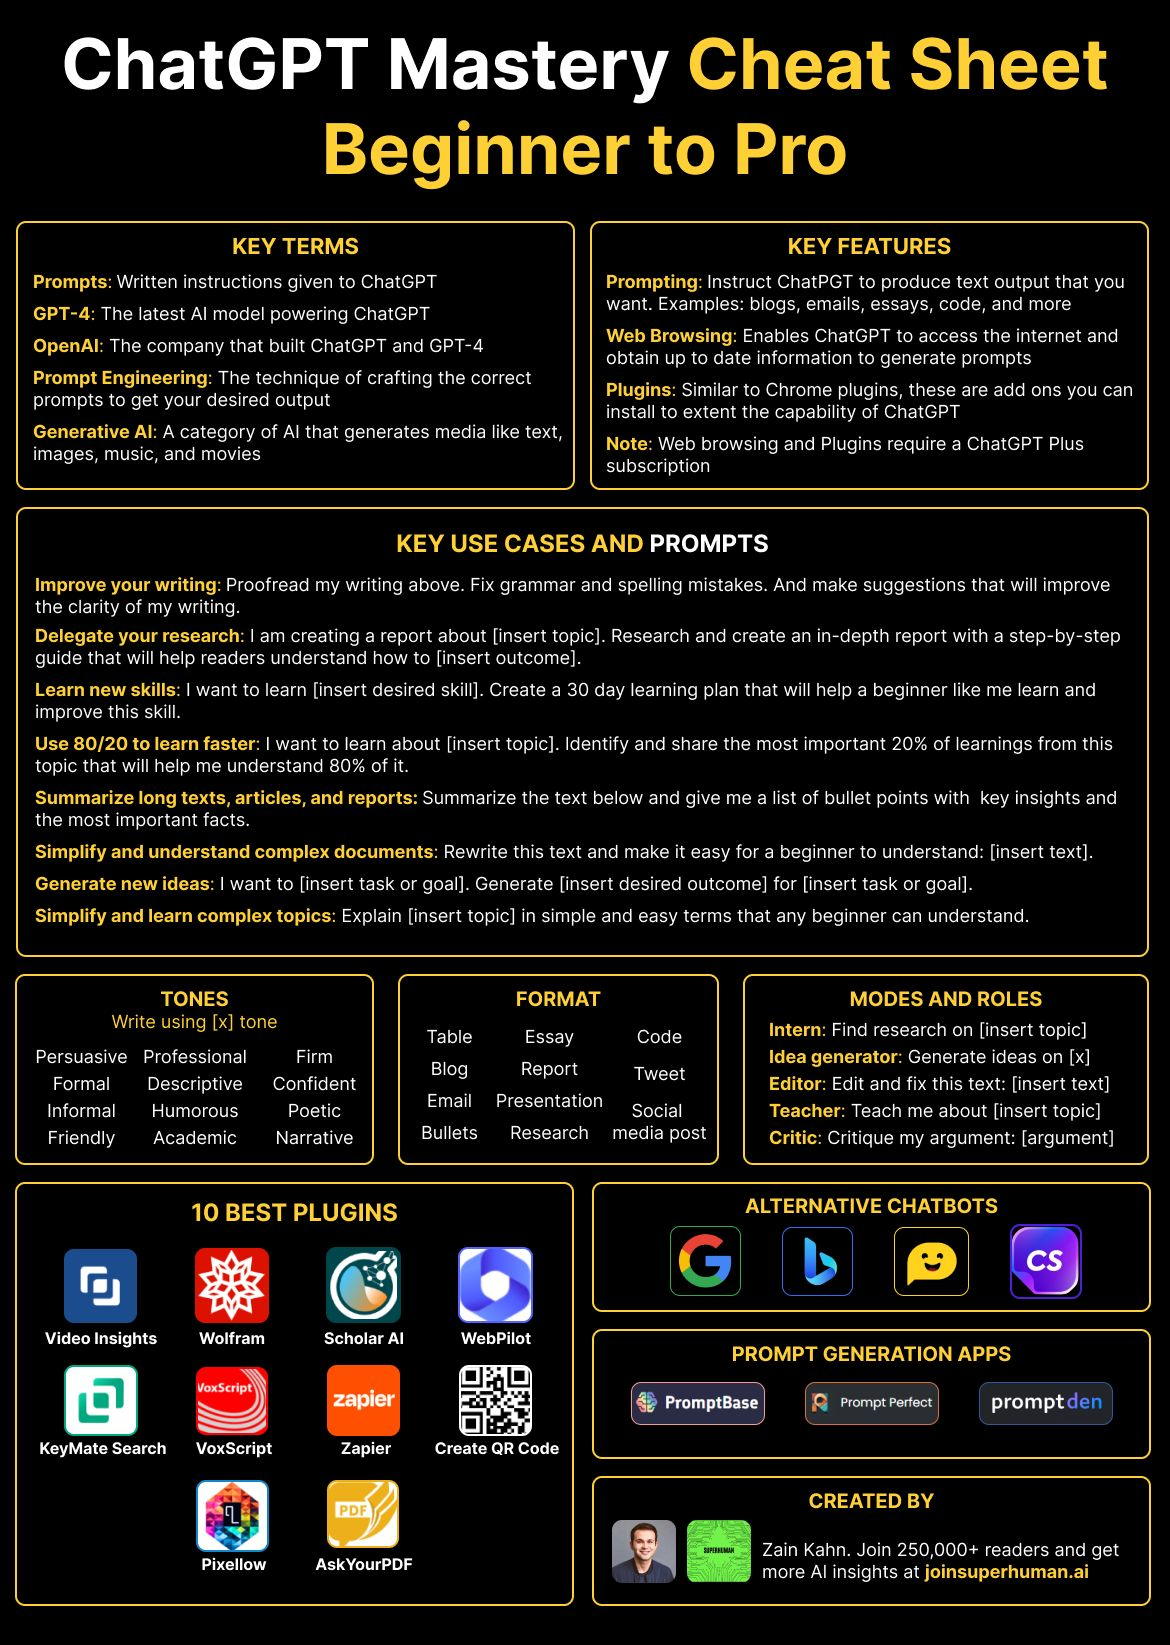 ChatGPT Mastery Cheat Sheet
Beginner to Pro
KEY TERMS
Prompts: Written instructions given to ChatGPT
GPT-4: The latest AI model powering ChatGPT
OpenAI: The company that built ChatGPT and GPT-4
Prompt Engineering: The technique of crafting the correct
prompts to get your desired output
Generative AI: A category of AI that generates media like text,
images, music, and movies
KEY FEATURES
Prompting: Instruct ChatPGT to produce text output that you
want. Examples: blogs, emails, essays, code, and more
Web Browsing: Enables ChatGPT to access the internet and
obtain up to date information to generate prompts
Plugins: Similar to Chrome plugins, these are add ons you can
install to extent the capability of ChatGPT
Note: Web browsing and Plugins require a ChatGPT Plus
subscription
KEY USE CASES AND PROMPTS
Improve your writing: Proofread my writing above. Fix grammar and spelling mistakes. And make suggestions that will improve
the clarity of my writing.
Delegate your research: I am creating a report about [insert topic]. Research and create an in-depth report with a step-by-step
guide that will help readers understand how to [insert outcome].
Learn new skills: I want to learn [insert desired skill]. Create a 30 day learning plan that will help a beginner like me learn and
improve this skill.
Use 80/20 to learn faster: I want to learn about [insert topic]. Identify and share the most important 20% of learnings from this
topic that will help me understand 80% of it.
Summarize long texts, articles, and reports: Summarize the text below and give me a list of bullet points with key insights and
the most important facts.
Simplify and understand complex documents: Rewrite this text and make it easy for a beginner to understand: [insert text].
Generate new ideas: I want to [insert task or goal]. Generate [insert desired outcome] for [insert task or goal].
Simplify and learn complex topics: Explain [insert topic] in simple and easy terms that any beginner can understand.
TONES
Write using [x] tone
Persuasive Professional Firm
Formal Descriptive Confident
Informal Humorous Poetic
Friendly Academic Narrative
FORMAT
Table Essay Code
Blog Report Tweet
Email Presentation Social
Bullets Research media post
MODES AND ROLES
Intern: Find research on [insert topic]
Idea generator: Generate ideas on [x]
Editor: Edit and fix this text: [insert text]
Teacher: Teach me about [insert topic]
Critic: Critique my argument: [argument]
10 BEST PLUGINS
Video Insights Wolfram Scholar AI WebPilot
VoxScript zapier
KeyMate Search VoxScript Zapier Create QR Code
PDF
Pixellow AskYourPDF
ALTERNATIVE CHATBOTS
G b CS
PROMPT GENERATION APPS
PromptBase Prompt Perfect promptden
CREATED BY
SUPERHUMAN
Zain Kahn. Join 250,000+ readers and get
more AI insights at joinsuperhuman.ai